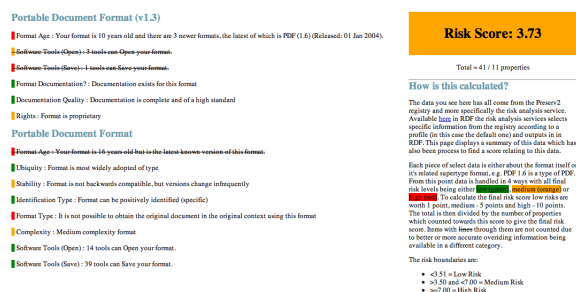 Portable Document Format (v1.3)
Format Age : Your format is 10 years old and there are 3 newer formats, the latest of which is PDF (1.6) (Released: 01 Jan 2004).
Software Tools (Open) : 3 tools can Open your format.
Software Tools (Save) : 1 tools can Save your format.
Format Documentation? : Documentation exists for this format
Documentation Quality : Documentation is complete and of a high standard
Rights : Format is proprietary
Portable Document Format
Format Age : Your format is 16 years old but is the latest known version of this format.
Ubiquity : Format is most widely adopted of type
Stability : Format is not backwards compatible, but versions change infrequently
Identification Type : Format can be positively identified (specific)
Format Type : It is not possible to obtain the original document in the original context using this format
Complexity : Medium complexity format
Software Tools (Open) : 14 tools can Open your format.
Software Tools (Save) : 39 tools can Save your format.
Risk Score: 3.73
Total = 41 / 11 properties
How is this calculated?
The data you see here has all come from the Preserv2
registry and more specifically the risk analysis service.
Available here in RDF the risk analysis services selects
specific information from the registry according to a
profile (in this case the default one) and outputs in in
RDF. This page displays a summary of this data which has
also been process to find a score relating to this data.
Each piece of select data is either about the format itself or
it's related supertype format, e.g. PDF 1.6 is a type of PDF.
From this point data is handled in 4 ways with all final
risk levels being either low (green), medium (orange) or
high (red). To calculate the final risk score low risks are
worth 1 point, medium - 5 points and high - 10 points.
The total is then divided by the number of properties
which counted towards this score to give the final risk
score. Items with lines through them are not counted due
to better or more accurate overiding information being
available in a different category.
The risk boundaries are:
<3.51 = Low Risk
>3.50 and <7.00 = Medium Risk
>=7.00 = High Risk